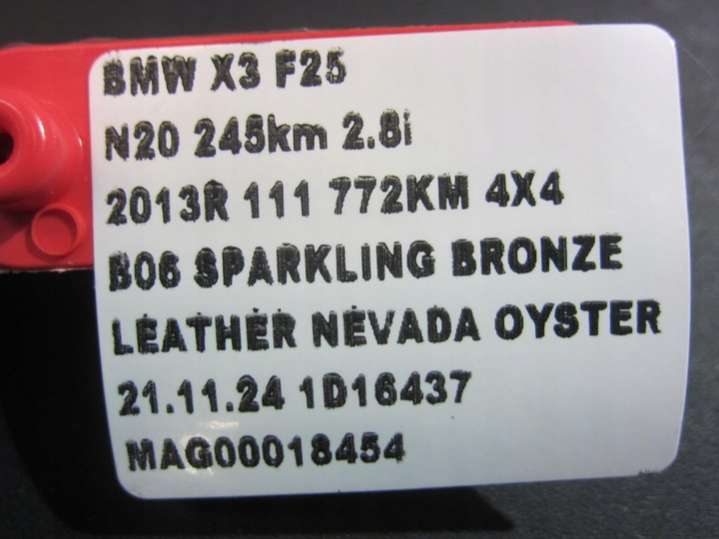 BMW X3 F25
N20 245km 2.8i
2013R 111 772KM 4X4
B06 SPARKLING BRONZE
LEATHER NEVADA OYSTER
21.11.24 1D16437
MAG00018454